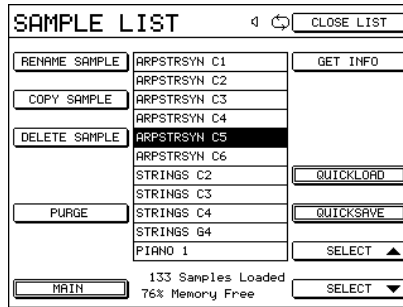 SAMPLE LIST
CLOSE LIST
RENAME SAMPLE
COPY SAMPLE
DELETE SAMPLE
PURGE
MAIN
ARPSTRSYN C1
ARPSTRSYN C2
ARPSTRSYN C3
ARPSTRSYN C4
ARPSTRSYN C5
ARPSTRSYN C6
STRINGS C2
STRINGS C3
STRINGS C4
STRINGS G4
PIANO 1
133 Samples Loaded
76% Memory Free
GET INFO
QUICKLOAD
QUICKSAVE
SELECT
SELECT